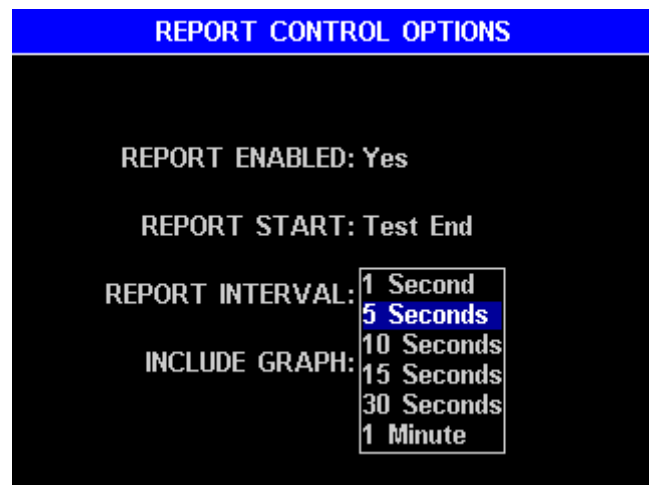 REPORT CONTROL OPTIONS
REPORT ENABLED: Yes
REPORT START: Test End
REPORT INTERVAL:
1 Second
5 Seconds
10 Seconds
INCLUDE GRAPH:
15 Seconds
30 Seconds
1 Minute